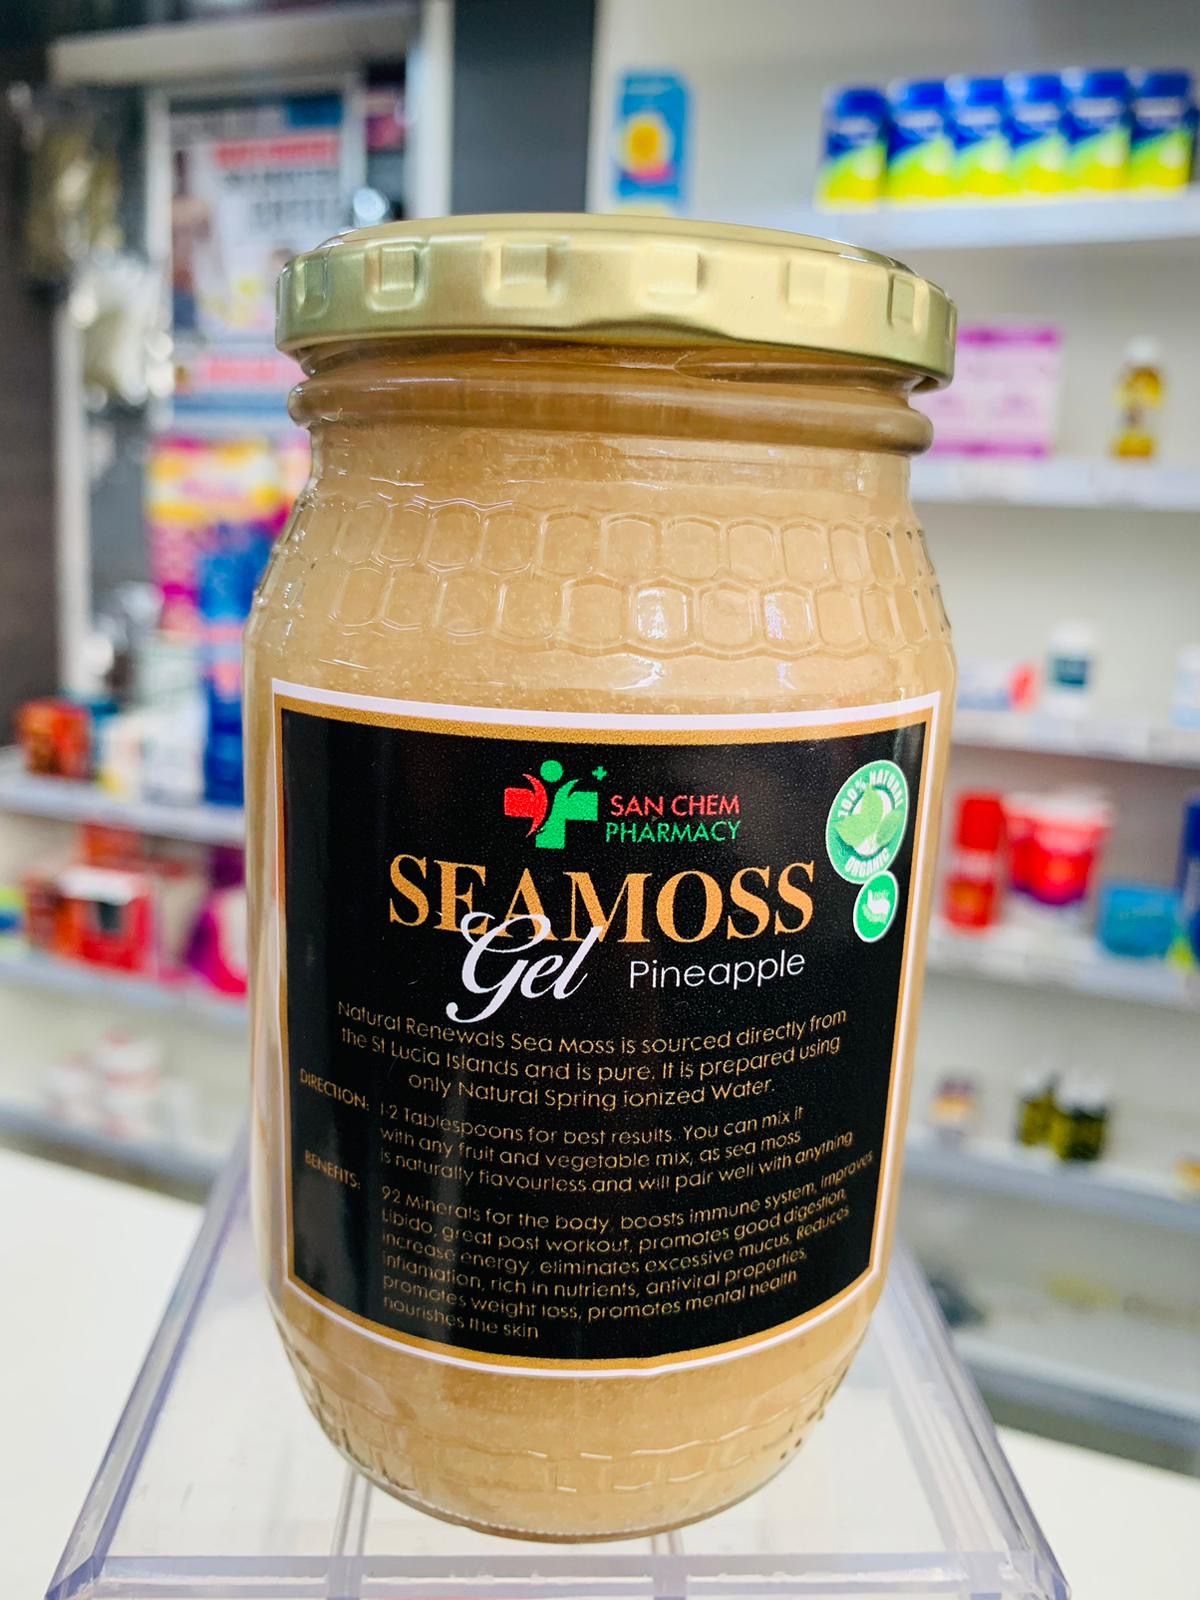 SAN CHEM
PHARMACY
100% NATURAL
ORGANIC
SEAMOSS
Gel Pineapple
Natural Renewals Sea Moss is sourced directly from
the St Lucia Islands and is pure. It is prepared using
only Natural Spring ionized Water.
DIRECTION: 1-2 Tablespoons for best results. You can mix it
with any fruit and vegetable mix, as sea moss
is naturally flavourless and will pair well with anything
BENEFITS: 92 Minerals for the body, boosts immune system, improves
Libido, great post workout, promotes good digestion,
increase energy, eliminates excessive mucus, Reduces
inflamation, rich in nutrients, antiviral properties,
promotes weight loss, promotes mental health
nourishes the skin